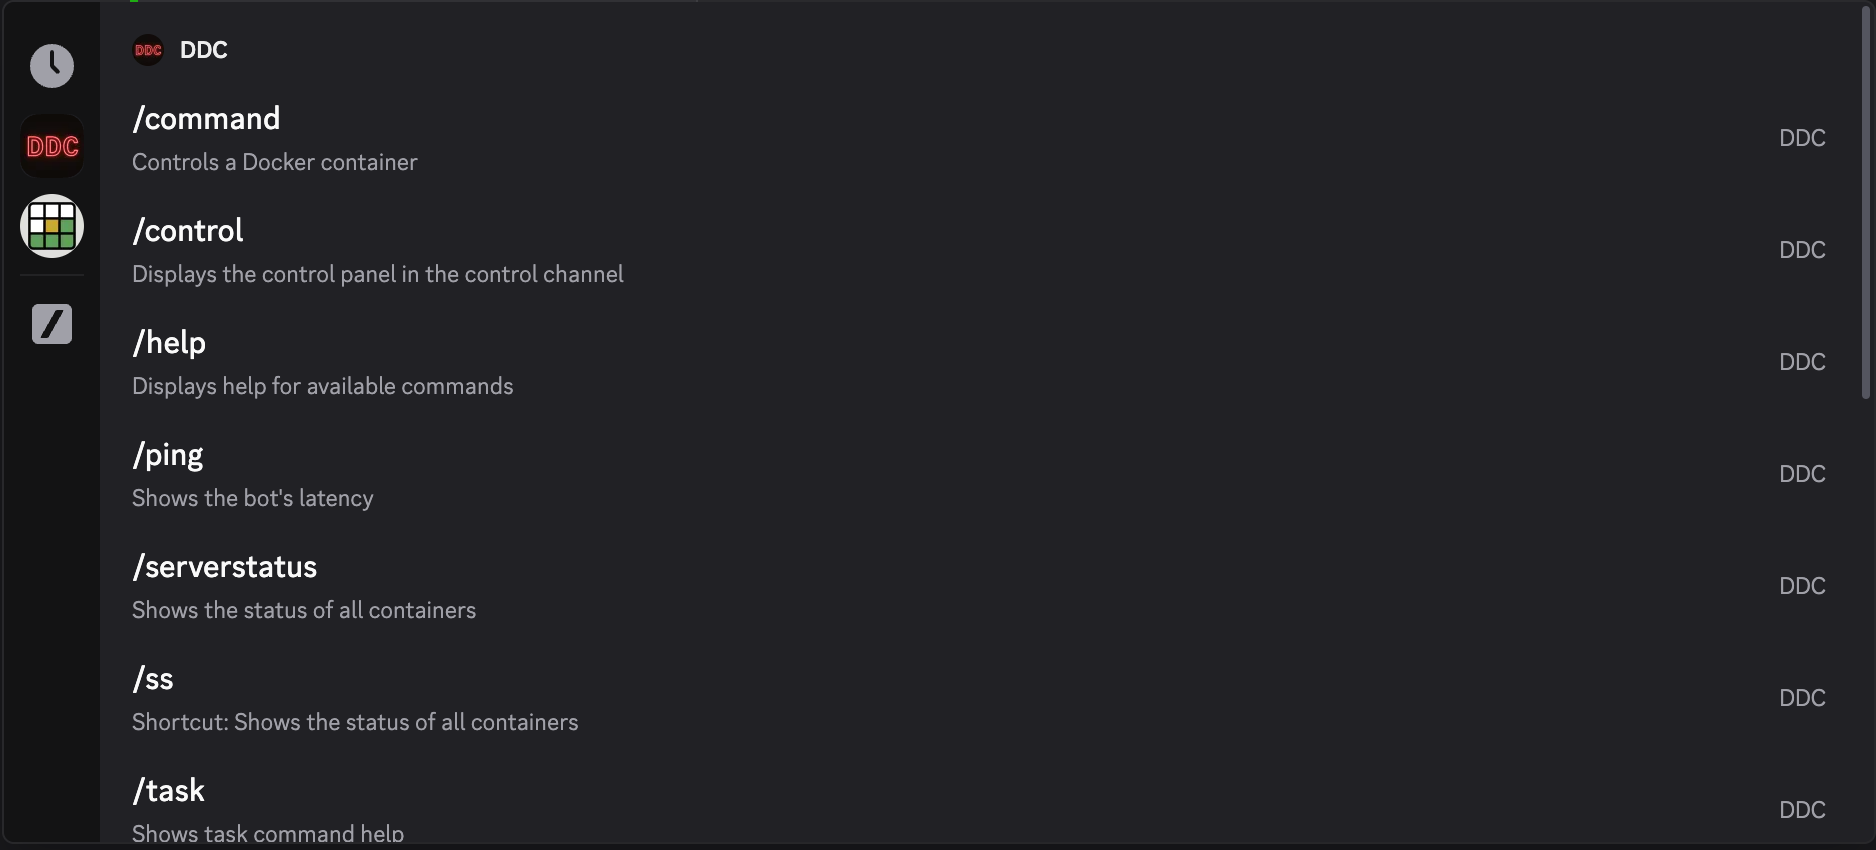 DDC DDC
DDC
/command
Controls a Docker container
DDC
/control
Displays the control panel in the control channel
DDC
/help
Displays help for available commands
DDC
/ping
Shows the bot's latency
DDC
/serverstatus
Shows the status of all containers
DDC
/ss
Shortcut: Shows the status of all containers
DDC
/task
Shows task command help
DDC